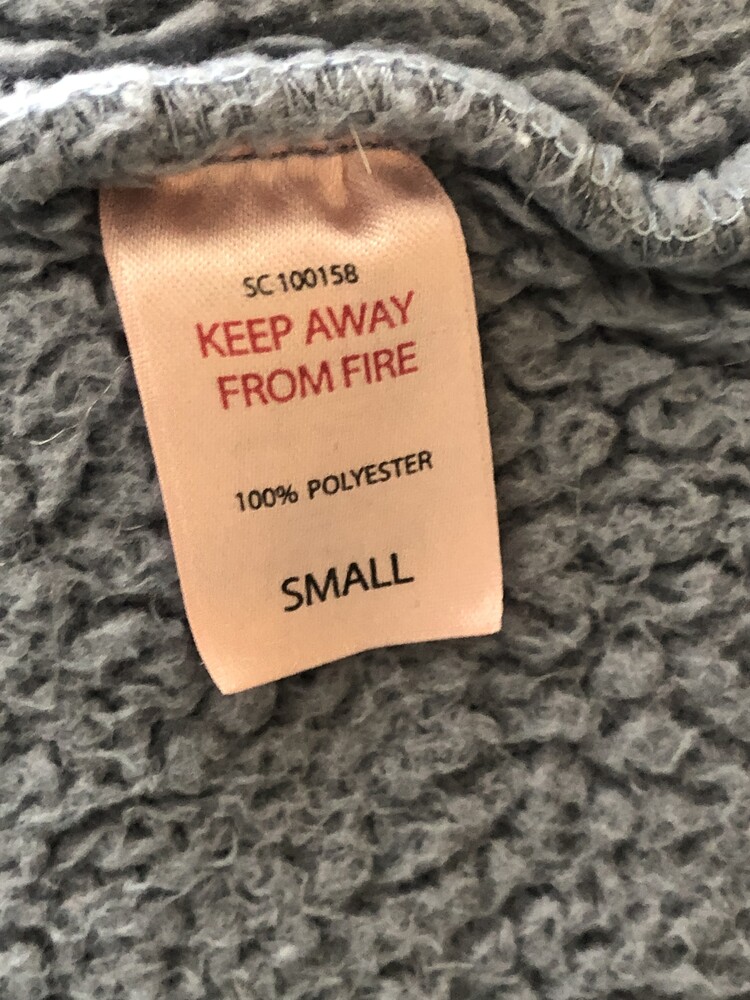 SC 100158
KEEP AWAY
FROM FIRE
100% POLYESTER
SMALL